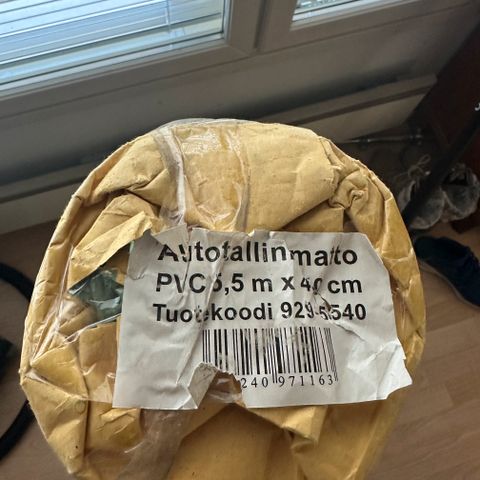 Autotallinmatto
PVC 5,5 m x 40 cm
Tuotekoodi 929-5540
240 971163